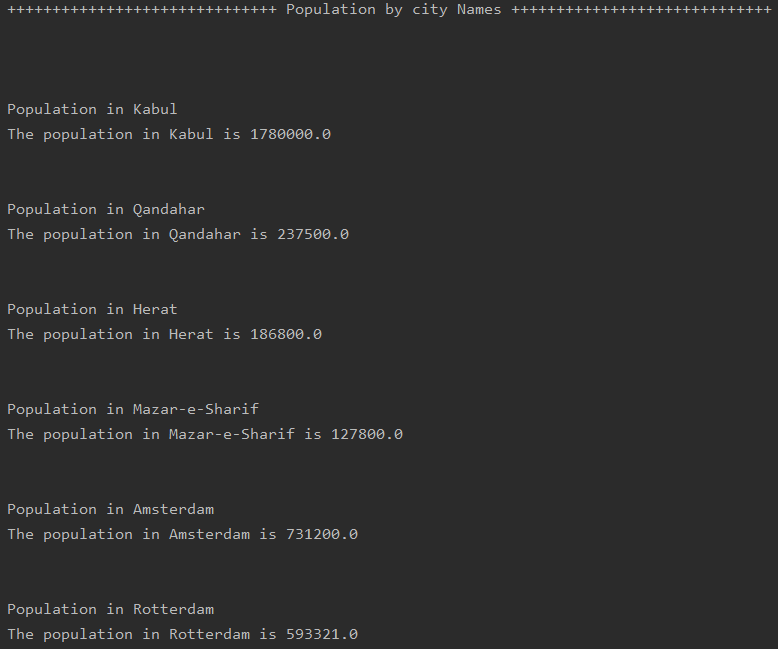 ++++++++++++++++++++++++++++++ Population by city Names +++++++++++++++++++++++++++++
Population in Kabul
The population in Kabul is 1780000.0
Population in Qandahar
The population in Qandahar is 237500.0
Population in Herat
The population in Herat is 186800.0
Population in Mazar-e-Sharif
The population in Mazar-e-Sharif is 127800.0
Population in Amsterdam
The population in Amsterdam is 731200.0
Population in Rotterdam
The population in Rotterdam is 593321.0